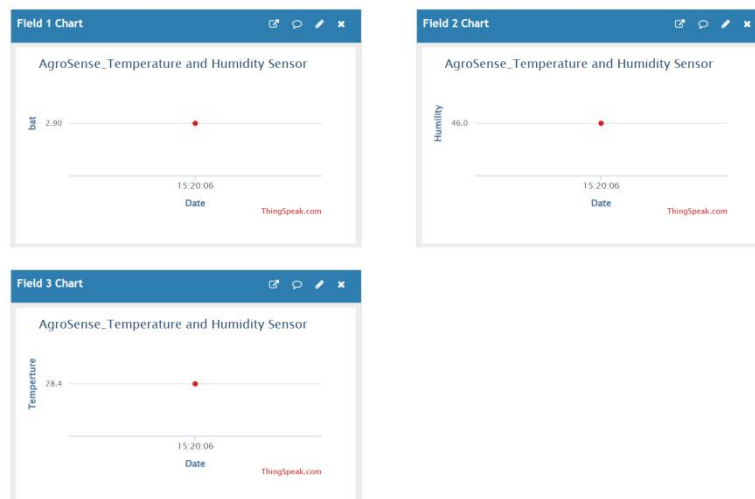 Field 1 Chart
AgroSense_Temperature and Humidity Sensor
bat
2.90
15:20:06
Date
ThingSpeak.com
Field 2 Chart
AgroSense_Temperature and Humidity Sensor
Humility
46.0
15:20:06
Date
ThingSpeak.com
Field 3 Chart
AgroSense_Temperature and Humidity Sensor
Temperture
28.4
15:20:06
Date
ThingSpeak.com